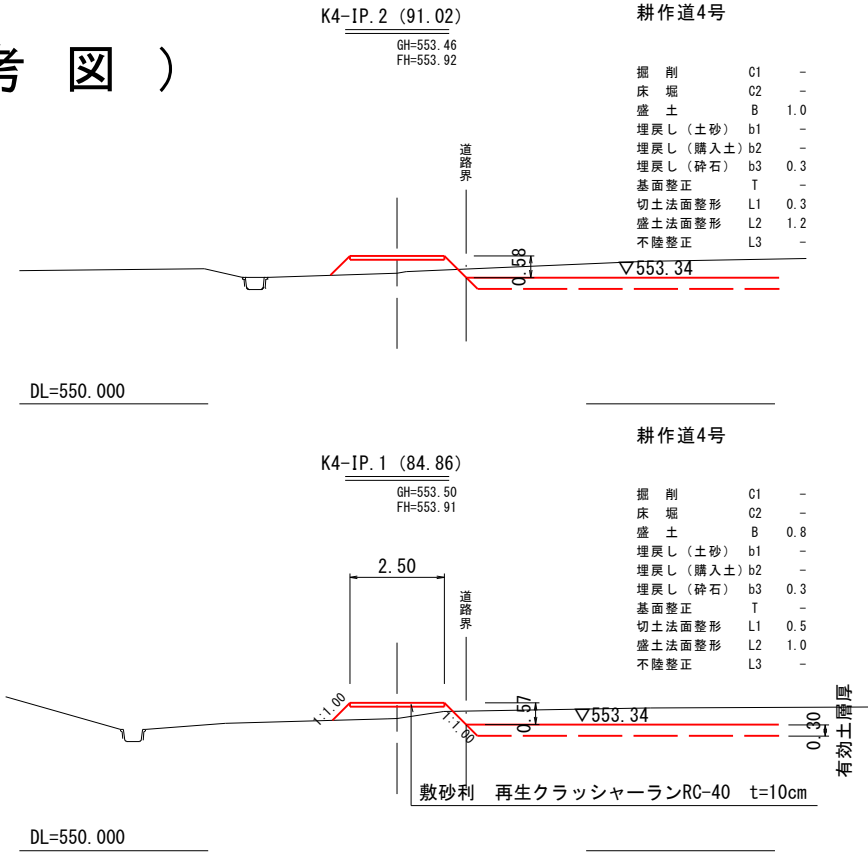 考 図 )
K4-IP.2 (91.02)
GH=553.46
FH=553.92
耕作道4号
掘 削 C1 -
床 堀 C2 -
盛 土 B 1.0
埋戻し (土砂) b1 -
埋戻し (購入土) b2 -
埋戻し (砕石) b3 0.3
基面整正 T -
切土法面整形 L1 0.3
盛土法面整形 L2 1.2
不陸整正 L3 -
道路界
0.58
▽553.34
DL=550.000
K4-IP.1 (84.86)
GH=553.50
FH=553.91
耕作道4号
掘 削 C1 -
床 堀 C2 -
盛 土 B 0.8
埋戻し (土砂) b1 -
埋戻し (購入土) b2 -
埋戻し (砕石) b3 0.3
基面整正 T -
切土法面整形 L1 0.5
盛土法面整形 L2 1.0
不陸整正 L3 -
2.50
道路界
1:1.00
1:1.00
0.57
▽553.34
0.30
有効土層厚
敷砂利 再生クラッシャーランRC-40 t=10cm
DL=550.000